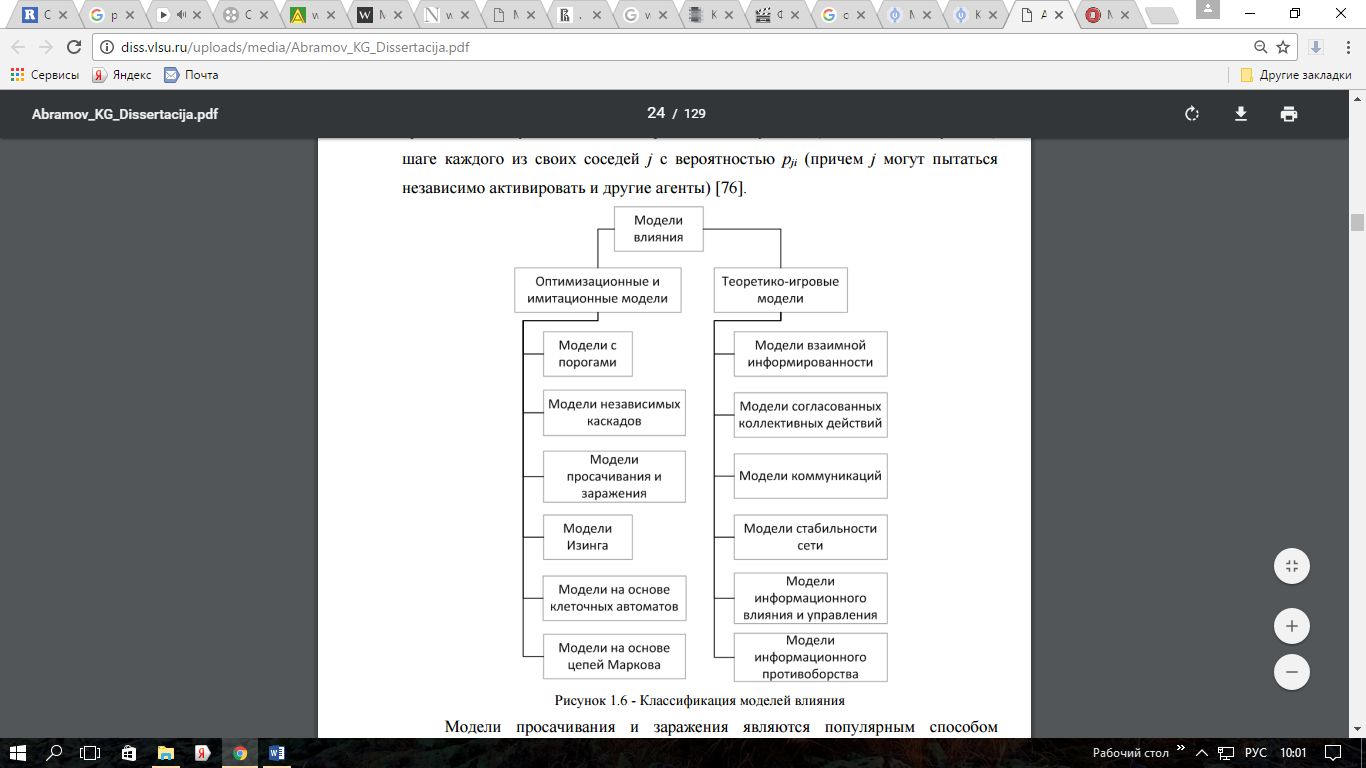 С
p
С
w
М
N w
М
.
G w
К
Ф
G о
М
К
А
М
diss.vlsu.ru/uploads/media/Abramov_KG_Dissertacija.pdf
Сервисы Яндекс Почта Другие закладки
Abramov_KG_Dissertacija.pdf 24 / 129
шаге каждого из своих соседей j с вероятностью pji (причем j могут пытаться
независимо активировать и другие агенты) [76].
Модели
влияния
Оптимизационные и
имитационные модели
Модели с
порогами
Модели независимых
каскадов
Модели
просачивания и
заражения
Модели
Изинга
Модели на основе
клеточных автоматов
Модели на основе
цепей Маркова
Теоретико-игровые
модели
Модели взаимной
информированности
Модели согласованных
коллективных действий
Модели коммуникаций
Модели стабильности
сети
Модели
информационного
влияния и управления
Модели
информационного
противоборства
Рисунок 1.6 - Классификация моделей влияния
Модели просачивания и заражения являются популярным способом
Рабочий стол РУС 10:01